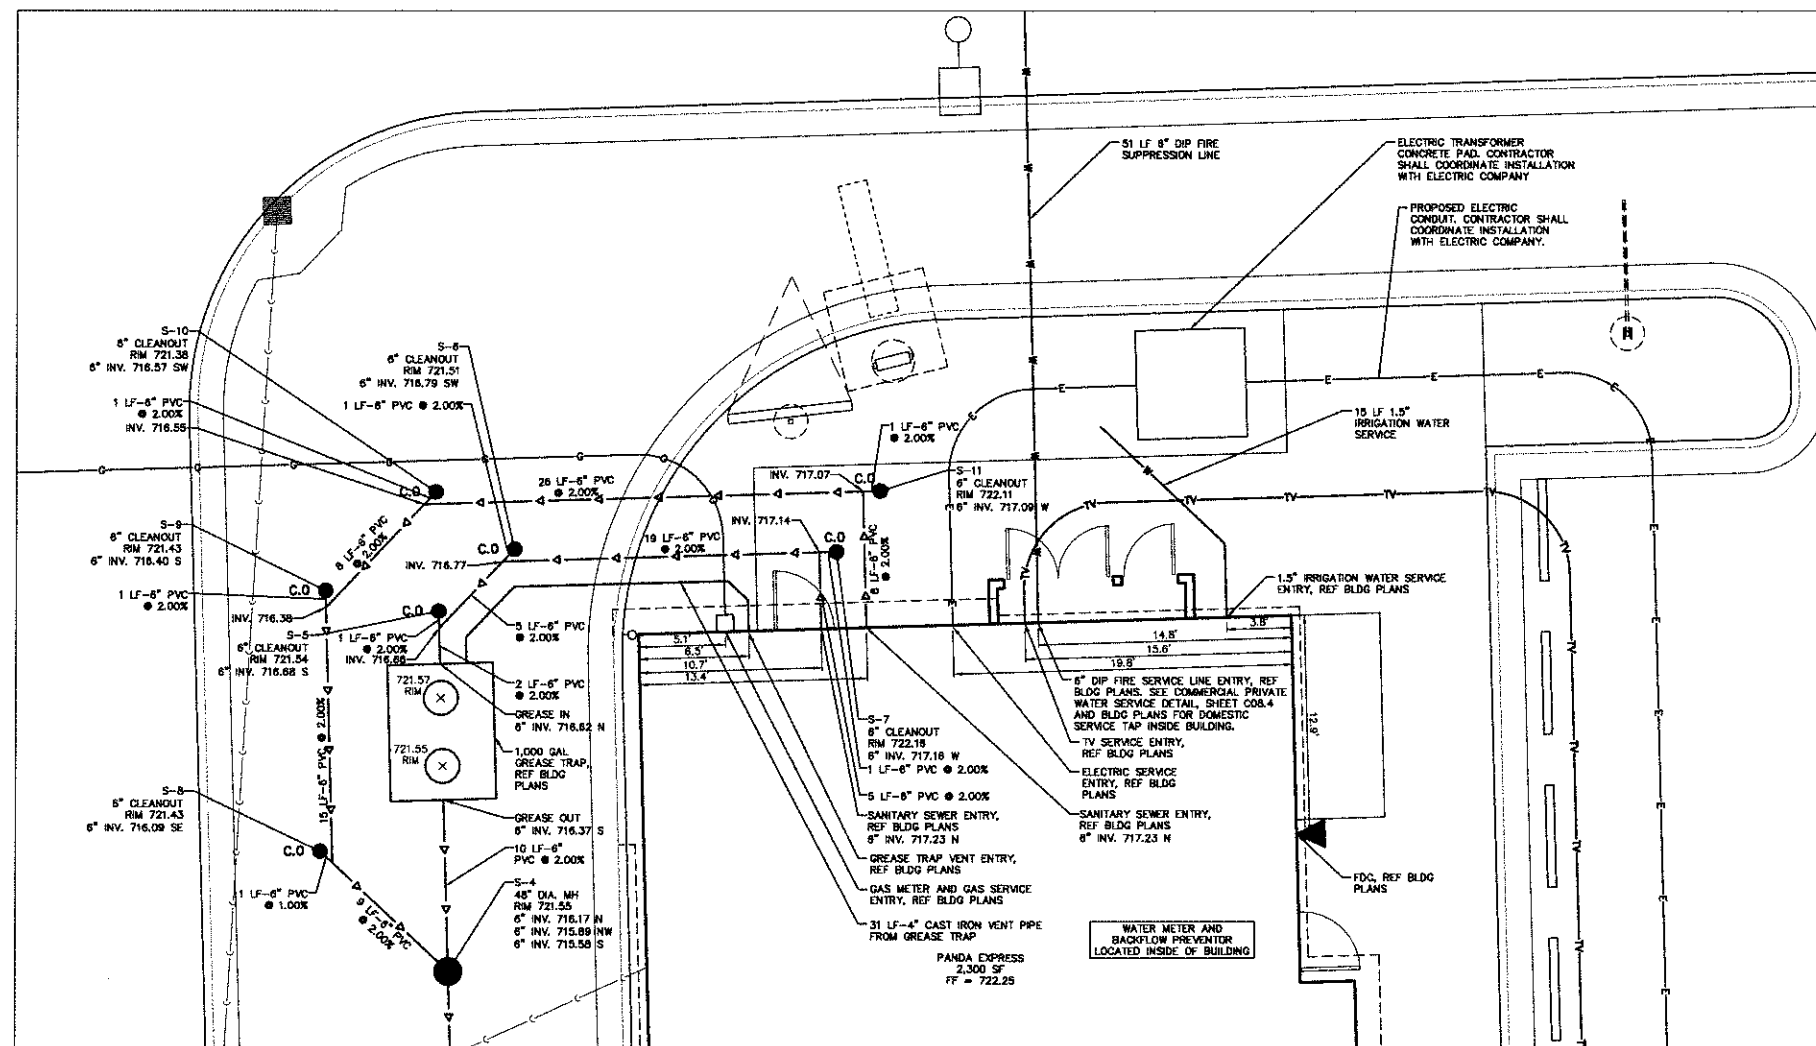 51 LF 6" DIP FIRE
SUPPRESSION LINE
ELECTRIC TRANSFORMER
CONCRETE PAD. CONTRACTOR
SHALL COORDINATE INSTALLATION
WITH ELECTRIC COMPANY
PROPOSED ELECTRIC
CONDUIT. CONTRACTOR SHALL
COORDINATE INSTALLATION
WITH ELECTRIC COMPANY.
S-10
6" CLEANOUT
RIM 721.38
6" INV. 716.57 SW
1 LF-6" PVC
@ 2.00%
INV. 716.55
S-6
6" CLEANOUT
RIM 721.51
6" INV. 716.79 SW
1 LF-6" PVC @ 2.00%
15 LF 1.5"
IRRIGATION WATER
SERVICE
1 LF-6" PVC
@ 2.00%
INV. 717.07
C.O
S-11
6" CLEANOUT
RIM 722.11
6" INV. 717.09 W
26 LF-6" PVC
@ 2.00%
C.O
S-9
6" CLEANOUT
RIM 721.43
6" INV. 716.40 S
8 LF-6" PVC
@ 2.00%
C.O
INV. 716.77
19 LF-6" PVC
@ 2.00%
INV. 717.14
C.O
8 LF-6" PVC
@ 2.00%
C.O
1 LF-6" PVC
@ 2.00%
INV. 716.38
C.O
S-5
6" CLEANOUT
RIM 721.54
6" INV. 716.68 S
1 LF-6" PVC
@ 2.00%
INV. 716.66
5 LF-6" PVC
@ 2.00%
1.5" IRRIGATION WATER SERVICE
ENTRY, REF BLDG PLANS
5.1'
6.5'
10.7'
13.4'
3.8'
14.8'
15.6'
19.8'
12.9'
721.57
RIM
721.55
RIM
2 LF-6" PVC
@ 2.00%
GREASE IN
6" INV. 716.62 N
1,000 GAL
GREASE TRAP,
REF BLDG
PLANS
GREASE OUT
6" INV. 716.37 S
10 LF-6"
PVC @ 2.00%
15 LF-6" PVC @ 2.00%
S-8
6" CLEANOUT
RIM 721.43
6" INV. 716.09 SE
C.O
1 LF-6" PVC
@ 1.00%
9 LF-6" PVC
@ 2.00%
S-4
48" DIA. MH
RIM 721.55
6" INV. 716.17 N
6" INV. 715.89 NW
6" INV. 715.58 S
S-7
6" CLEANOUT
RIM 722.15
6" INV. 717.16 W
1 LF-6" PVC @ 2.00%
5 LF-6" PVC @ 2.00%
SANITARY SEWER ENTRY,
REF BLDG PLANS
6" INV. 717.23 N
GREASE TRAP VENT ENTRY,
REF BLDG PLANS
GAS METER AND GAS SERVICE
ENTRY, REF BLDG PLANS
31 LF-4" CAST IRON VENT PIPE
FROM GREASE TRAP
6" DIP FIRE SERVICE LINE ENTRY, REF
BLDG PLANS. SEE COMMERCIAL PRIVATE
WATER SERVICE DETAIL, SHEET C08.4
AND BLDG PLANS FOR DOMESTIC
SERVICE TAP INSIDE BUILDING.
TV SERVICE ENTRY,
REF BLDG PLANS
ELECTRIC SERVICE
ENTRY, REF BLDG
PLANS
SANITARY SEWER ENTRY,
REF BLDG PLANS
6" INV. 717.23 N
FDC, REF BLDG
PLANS
PANDA EXPRESS
2,300 SF
FF = 722.25
WATER METER AND
BACKFLOW PREVENTOR
LOCATED INSIDE OF BUILDING